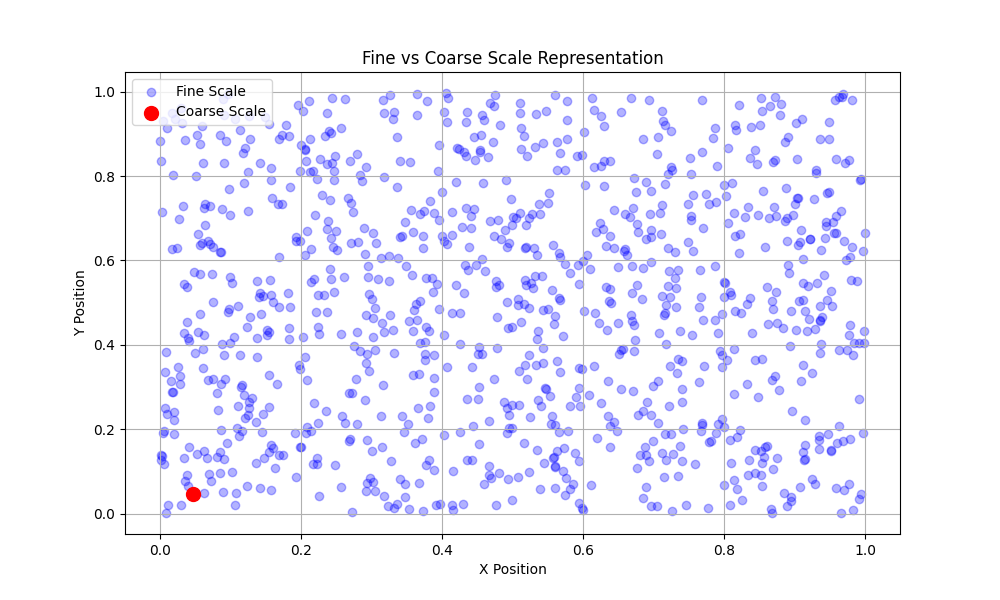 Fine vs Coarse Scale Representation
Fine Scale
Coarse Scale
1.0
0.8
0.6
0.4
0.2
0.0
Y Position
0.0 0.2 0.4 0.6 0.8 1.0
X Position